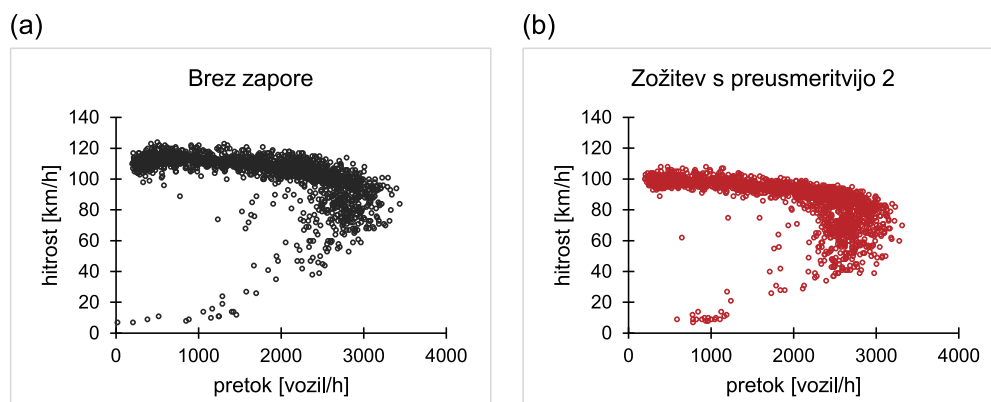 (a)
Brez zapore
140
120
100
80
60
40
20
0
hitrost [km/h]
0 1000 2000 3000 4000
pretok [vozil/h]
(b)
Zožitev s preusmeritvijo 2
140
120
100
80
60
40
20
0
hitrost [km/h]
0 1000 2000 3000 4000
pretok [vozil/h]